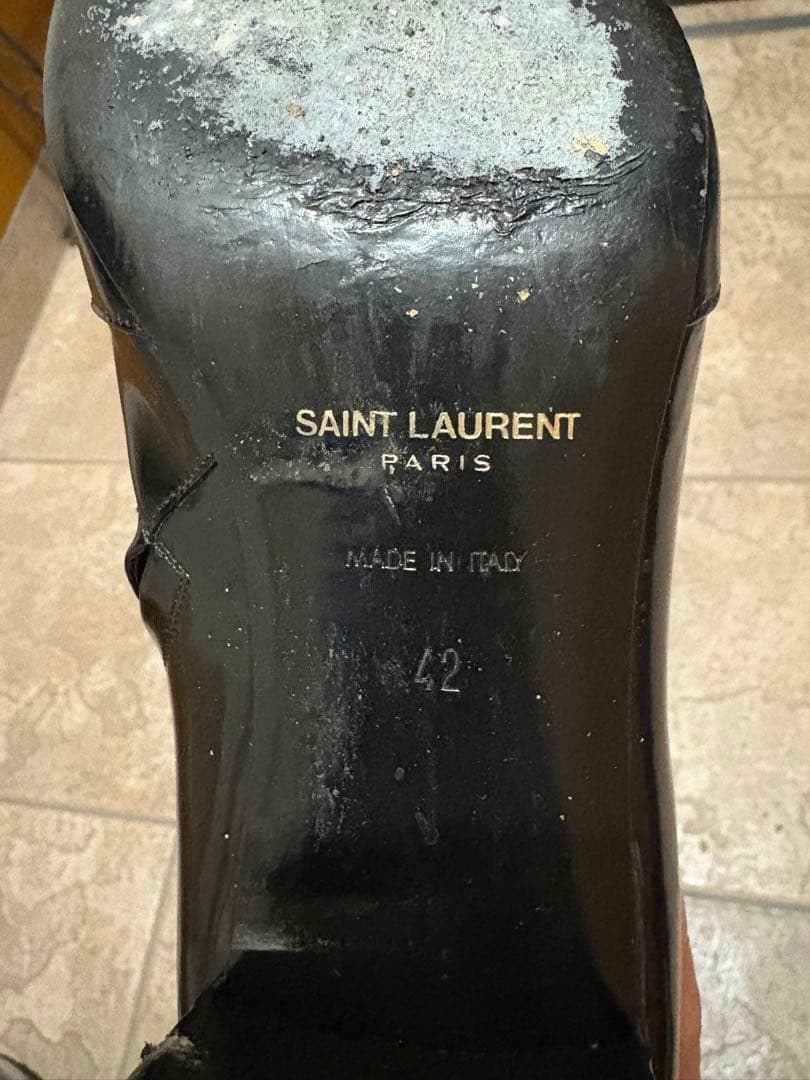 SAINT LAURENT
PARIS
MADE IN ITALY
42